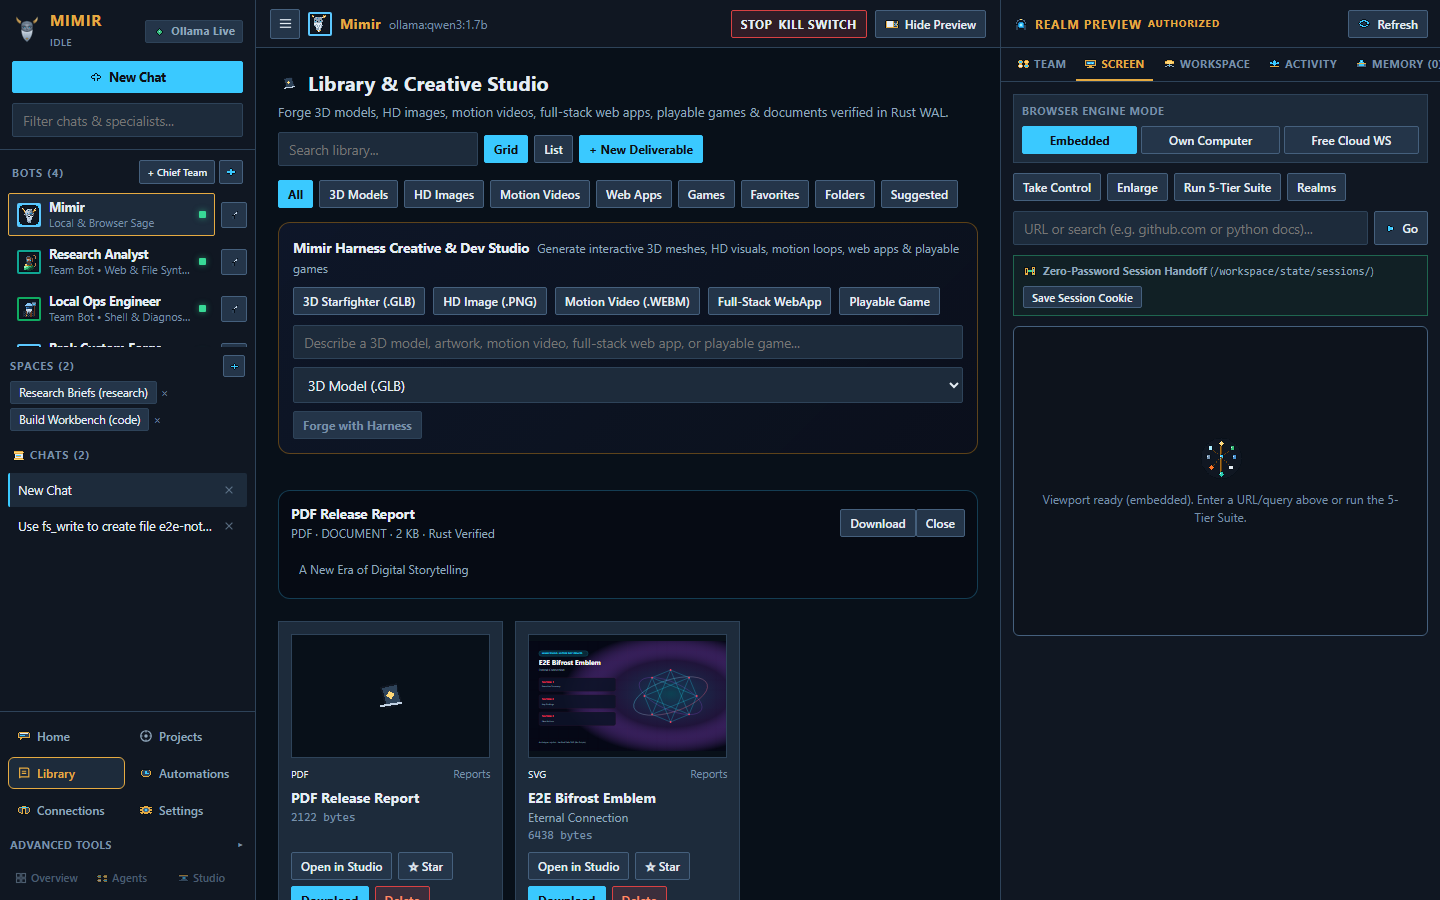 MIMIR
IDLE
Ollama Live
New Chat
Filter chats & specialists...
BOTS (4)
+ Chief Team
+
Mimir
Local & Browser Sage
Research Analyst
Team Bot • Web & File Synt...
Local Ops Engineer
Team Bot • Shell & Diagnos...
SPACES (2)
+
Research Briefs (research) ×
Build Workbench (code) ×
CHATS (2)
New Chat ×
Use fs_write to create file e2e-not... ×
Home
Projects
Library
Automations
Connections
Settings
ADVANCED TOOLS
Overview
Agents
Studio
Mimir ollama:qwen3:1.7b
STOP KILL SWITCH
Hide Preview
Library & Creative Studio
Forge 3D models, HD images, motion videos, full-stack web apps, playable games & documents verified in Rust WAL.
Search library...
Grid
List
+ New Deliverable
All
3D Models
HD Images
Motion Videos
Web Apps
Games
Favorites
Folders
Suggested
Mimir Harness Creative & Dev Studio Generate interactive 3D meshes, HD visuals, motion loops, web apps & playable
games
3D Starfighter (.GLB)
HD Image (.PNG)
Motion Video (.WEBM)
Full-Stack WebApp
Playable Game
Describe a 3D model, artwork, motion video, full-stack web app, or playable game...
3D Model (.GLB)
Forge with Harness
PDF Release Report
PDF · DOCUMENT · 2 KB · Rust Verified
Download
Close
A New Era of Digital Storytelling
PDF Reports
PDF Release Report
2122 bytes
Open in Studio
☆ Star
Download
Delete
E2E Bifrost Emblem
SVG Reports
E2E Bifrost Emblem
Eternal Connection
6438 bytes
Open in Studio
☆ Star
Download
Delete
REALM PREVIEW AUTHORIZED
Refresh
TEAM
SCREEN
WORKSPACE
ACTIVITY
MEMORY (0)
BROWSER ENGINE MODE
Embedded
Own Computer
Free Cloud WS
Take Control
Enlarge
Run 5-Tier Suite
Realms
URL or search (e.g. github.com or python docs)...
Go
Zero-Password Session Handoff (/workspace/state/sessions/)
Save Session Cookie
Viewport ready (embedded). Enter a URL/query above or run the 5-
Tier Suite.